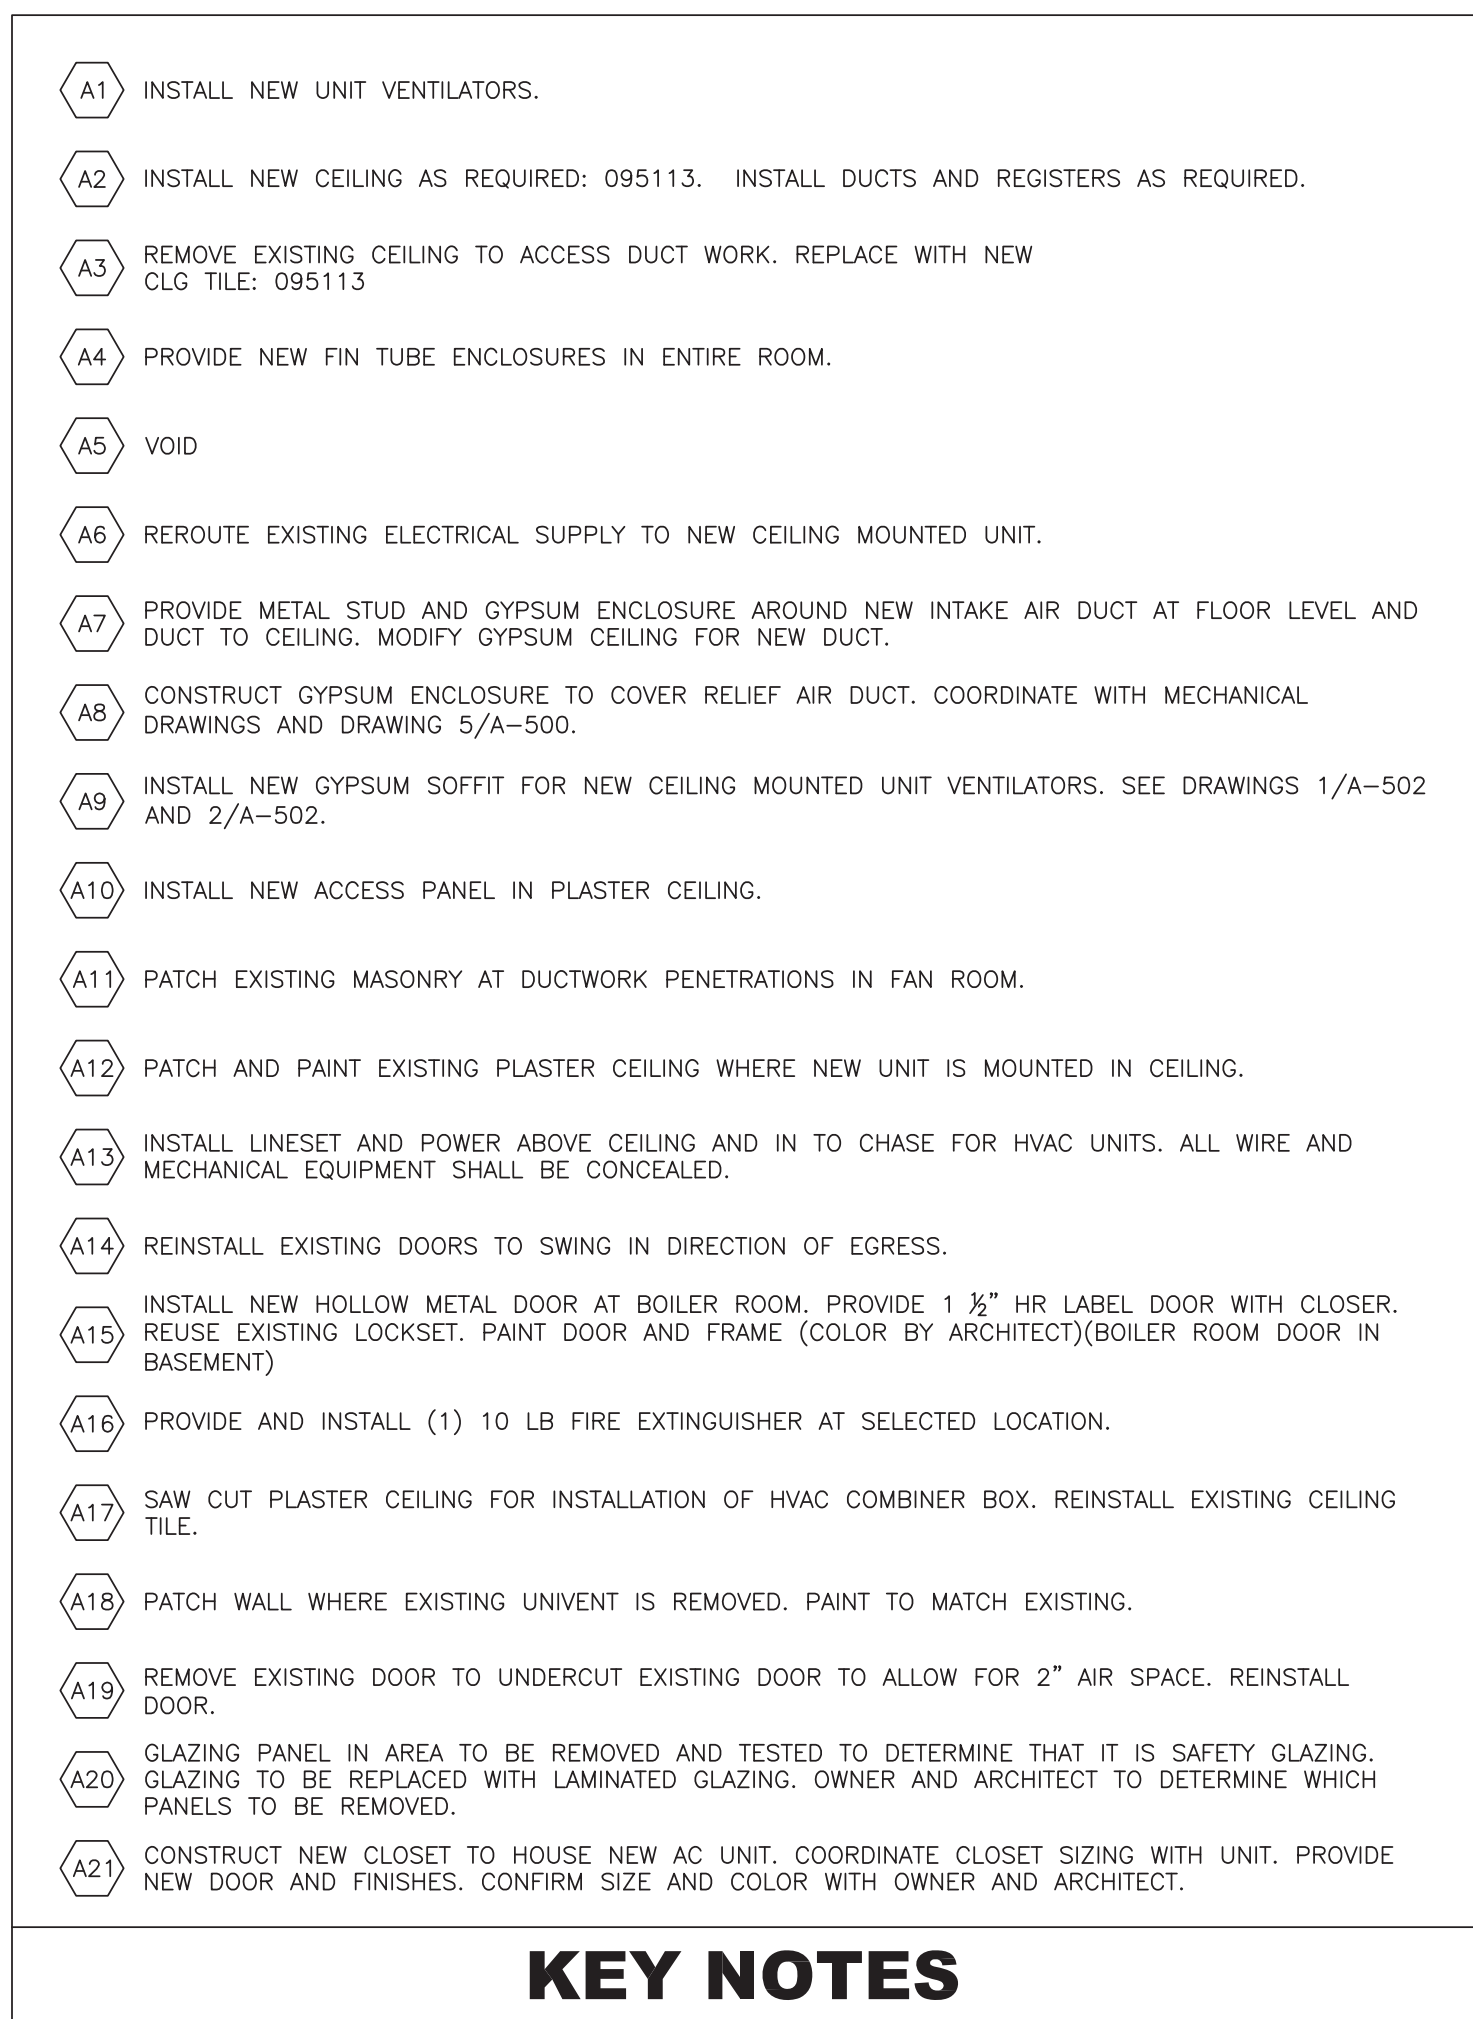 A1 INSTALL NEW UNIT VENTILATORS.
A2 INSTALL NEW CEILING AS REQUIRED: 095113. INSTALL DUCTS AND REGISTERS AS REQUIRED.
A3 REMOVE EXISTING CEILING TO ACCESS DUCT WORK. REPLACE WITH NEW
CLG TILE: 095113
A4 PROVIDE NEW FIN TUBE ENCLOSURES IN ENTIRE ROOM.
A5 VOID
A6 REROUTE EXISTING ELECTRICAL SUPPLY TO NEW CEILING MOUNTED UNIT.
A7 PROVIDE METAL STUD AND GYPSUM ENCLOSURE AROUND NEW INTAKE AIR DUCT AT FLOOR LEVEL AND
DUCT TO CEILING. MODIFY GYPSUM CEILING FOR NEW DUCT.
A8 CONSTRUCT GYPSUM ENCLOSURE TO COVER RELIEF AIR DUCT. COORDINATE WITH MECHANICAL
DRAWINGS AND DRAWING 5/A-500.
A9 INSTALL NEW GYPSUM SOFFIT FOR NEW CEILING MOUNTED UNIT VENTILATORS. SEE DRAWINGS 1/A-502
AND 2/A-502.
A10 INSTALL NEW ACCESS PANEL IN PLASTER CEILING.
A11 PATCH EXISTING MASONRY AT DUCTWORK PENETRATIONS IN FAN ROOM.
A12 PATCH AND PAINT EXISTING PLASTER CEILING WHERE NEW UNIT IS MOUNTED IN CEILING.
A13 INSTALL LINESET AND POWER ABOVE CEILING AND IN TO CHASE FOR HVAC UNITS. ALL WIRE AND
MECHANICAL EQUIPMENT SHALL BE CONCEALED.
A14 REINSTALL EXISTING DOORS TO SWING IN DIRECTION OF EGRESS.
A15 INSTALL NEW HOLLOW METAL DOOR AT BOILER ROOM. PROVIDE 1 ½" HR LABEL DOOR WITH CLOSER.
REUSE EXISTING LOCKSET. PAINT DOOR AND FRAME (COLOR BY ARCHITECT)(BOILER ROOM DOOR IN
BASEMENT)
A16 PROVIDE AND INSTALL (1) 10 LB FIRE EXTINGUISHER AT SELECTED LOCATION.
A17 SAW CUT PLASTER CEILING FOR INSTALLATION OF HVAC COMBINER BOX. REINSTALL EXISTING CEILING
TILE.
A18 PATCH WALL WHERE EXISTING UNIVENT IS REMOVED. PAINT TO MATCH EXISTING.
A19 REMOVE EXISTING DOOR TO UNDERCUT EXISTING DOOR TO ALLOW FOR 2" AIR SPACE. REINSTALL
DOOR.
A20 GLAZING PANEL IN AREA TO BE REMOVED AND TESTED TO DETERMINE THAT IT IS SAFETY GLAZING.
GLAZING TO BE REPLACED WITH LAMINATED GLAZING. OWNER AND ARCHITECT TO DETERMINE WHICH
PANELS TO BE REMOVED.
A21 CONSTRUCT NEW CLOSET TO HOUSE NEW AC UNIT. COORDINATE CLOSET SIZING WITH UNIT. PROVIDE
NEW DOOR AND FINISHES. CONFIRM SIZE AND COLOR WITH OWNER AND ARCHITECT.
KEY NOTES